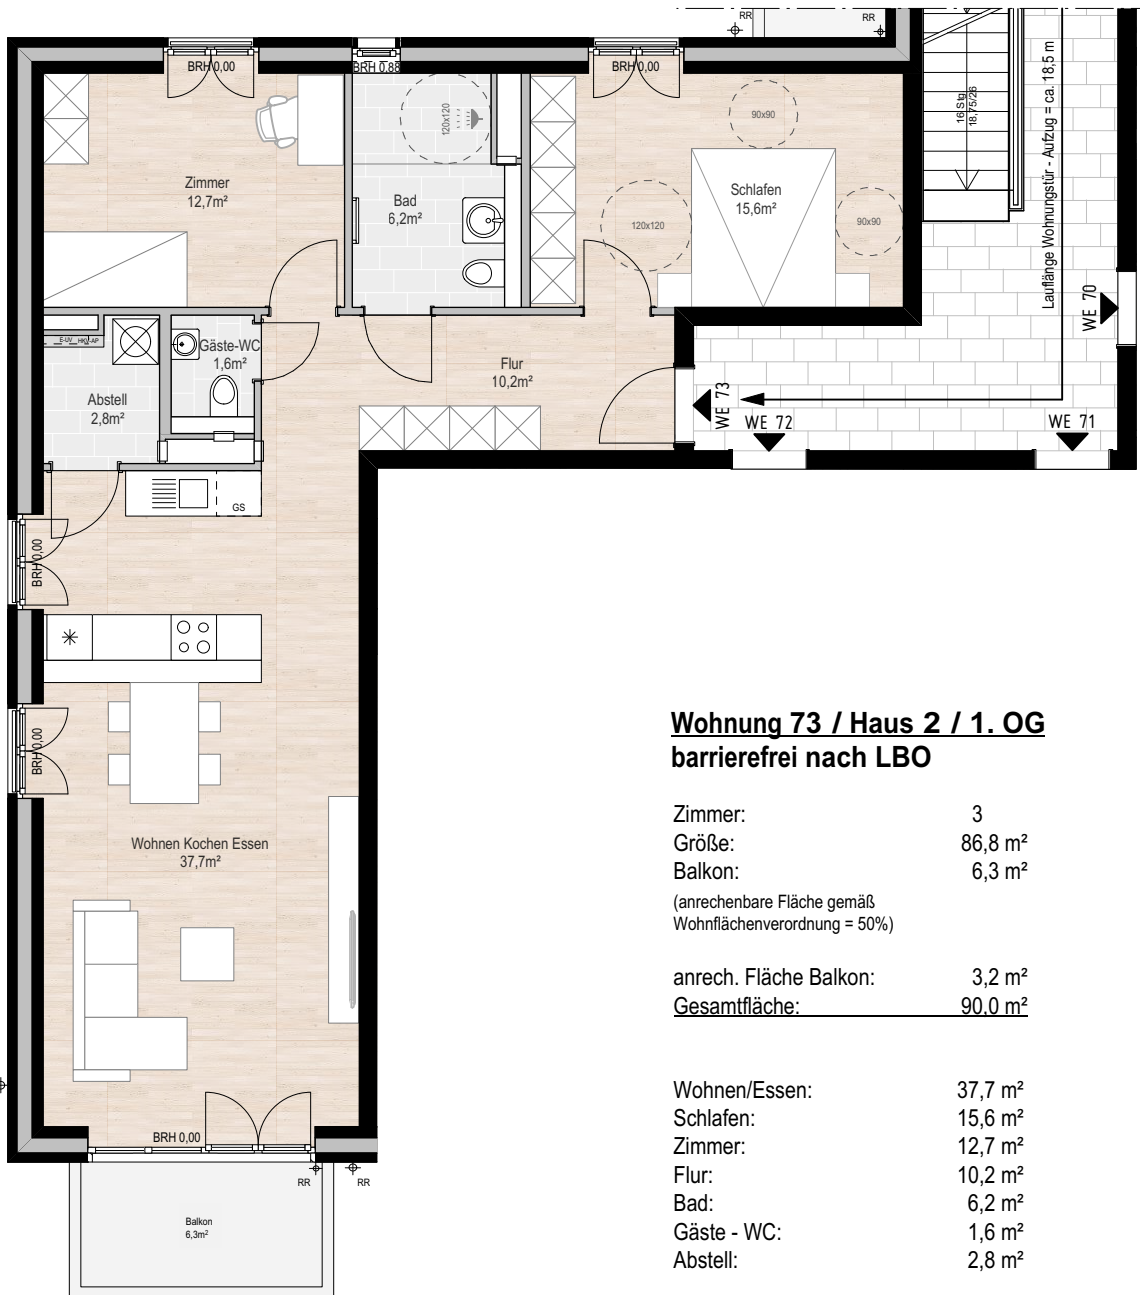 RR
RR
BRH 0,00
BRH 0.88
BRH 0,00
120x120
90x90
16 Stg
18,75/26
Lauflänge Wohnungstür - Aufzug = ca. 18,5 m
Zimmer
12,7m²
Bad
6,2m²
Schlafen
15,6m²
120x120
90x90
WE 70
E-UV HKV-AP
Gäste-WC
1,6m²
Flur
10,2m²
Abstell
2,8m²
WE 73
WE 72
WE 71
GS
BRH 0,00
BRH 0,00
Wohnung 73 / Haus 2 / 1. OG
barrierefrei nach LBO
Zimmer: 3
Größe: 86,8 m²
Balkon: 6,3 m²
(anrechenbare Fläche gemäß
Wohnflächenverordnung = 50%)
anrech. Fläche Balkon: 3,2 m²
Gesamtfläche: 90,0 m²
Wohnen Kochen Essen
37,7m²
Wohnen/Essen: 37,7 m²
Schlafen: 15,6 m²
Zimmer: 12,7 m²
Flur: 10,2 m²
Bad: 6,2 m²
Gäste - WC: 1,6 m²
Abstell: 2,8 m²
BRH 0,00
RR
RR
Balkon
6,3m²